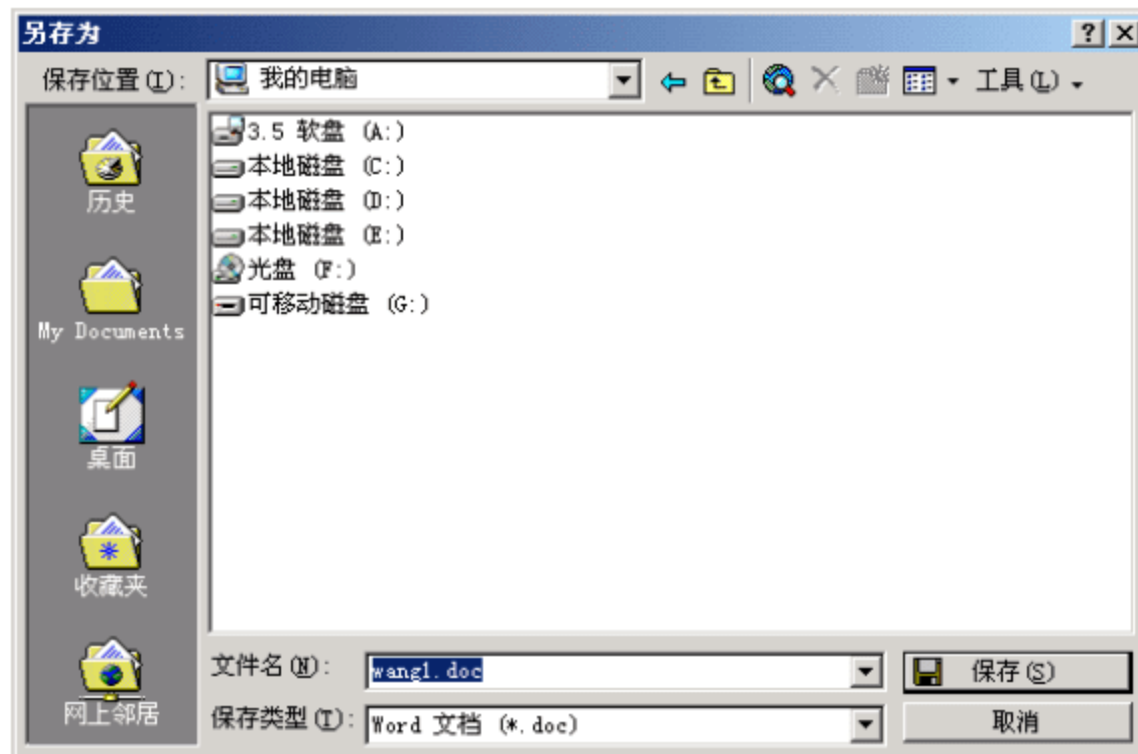 另存为
保存位置(I): 我的电脑 工具(L)
3.5 软盘 (A:)
本地磁盘 (C:)
本地磁盘 (D:)
本地磁盘 (E:)
光盘 (F:)
可移动磁盘 (G:)
历史
My Documents
桌面
收藏夹
网上邻居
文件名(N): wang1.doc 保存(S)
保存类型(T): Word 文档 (*.doc) 取消